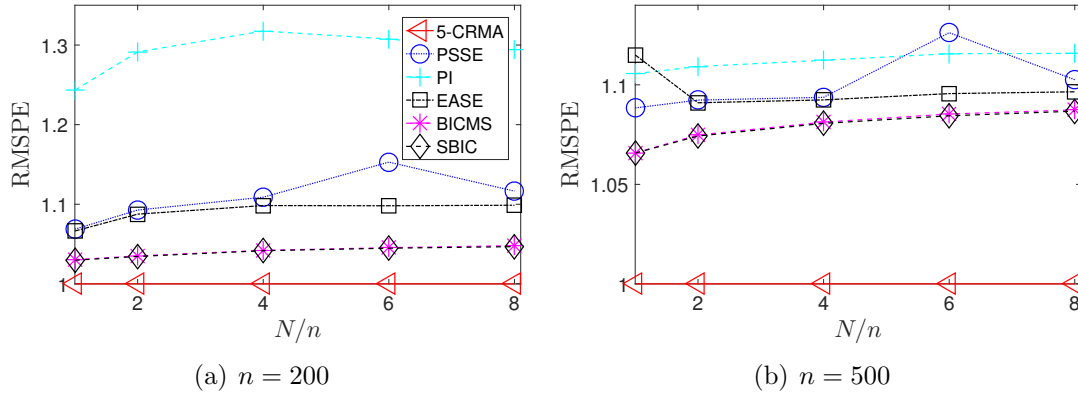 1.3
1.2
1.1
1
RMSPE
2
4
6
8
N/n
5-CRMA
PSSE
PI
EASE
BICMS
SBIC
(a) n = 200
1.1
1.05
1
RMSPE
2
4
6
8
N/n
(b) n = 500